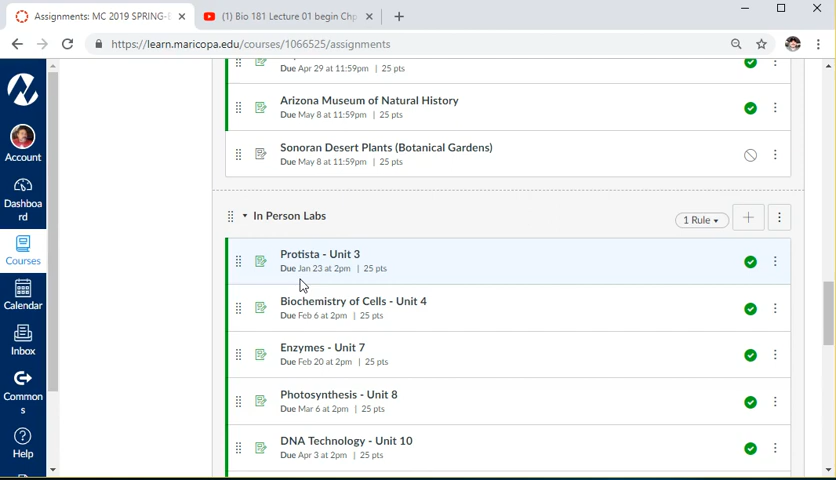 Assignments: MC 2019 SPRING-E
(1) Bio 181 Lecture 01 begin Chp
https://learn.maricopa.edu/courses/1066525/assignments
Account
Dashboa
rd
Courses
Calendar
Inbox
Common
s
Help
Due Apr 29 at 11:59pm | 25 pts
Arizona Museum of Natural History
Due May 8 at 11:59pm | 25 pts
Sonoran Desert Plants (Botanical Gardens)
Due May 8 at 11:59pm | 25 pts
In Person Labs
1 Rule
Protista - Unit 3
Due Jan 23 at 2pm | 25 pts
Biochemistry of Cells - Unit 4
Due Feb 6 at 2pm | 25 pts
Enzymes - Unit 7
Due Feb 20 at 2pm | 25 pts
Photosynthesis - Unit 8
Due Mar 6 at 2pm | 25 pts
DNA Technology - Unit 10
Due Apr 3 at 2pm | 25 pts